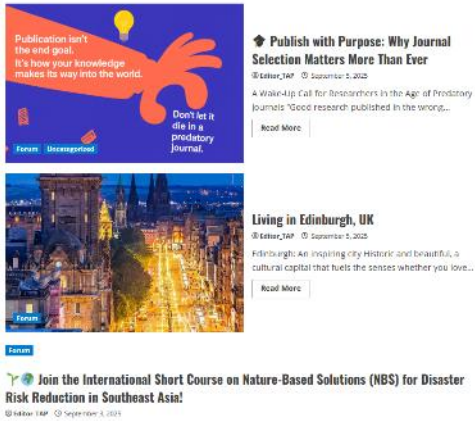 Publication isn't
the end goal.
It's how your knowledge
makes its way into the world.
Don't let it
die in a
predatory
journal.
Forum Uncategorized
Publish with Purpose: Why Journal
Selection Matters More Than Ever
Editor_TAP September 5, 2025
A Wake-Up Call for Researchers in the Age of Predatory
Journals "Good research published in the wrong...
Read More
Forum
Living in Edinburgh, UK
Editor_TAP September 5, 2025
Edinburgh: An inspiring city Historic and beautiful, a
cultural capital that fuels the senses whether you love...
Read More
Forum
Join the International Short Course on Nature-Based Solutions (NBS) for Disaster
Risk Reduction in Southeast Asia!
Editor_TAP September 3, 2025